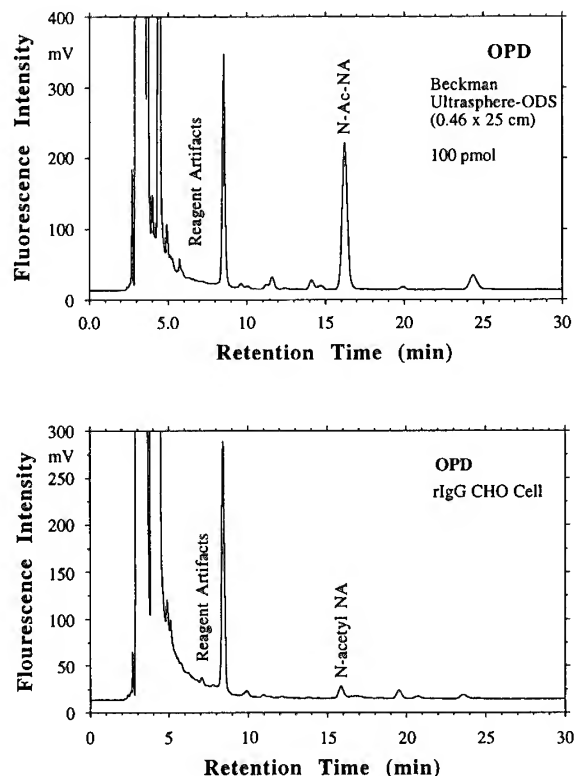 400
OPD
mV
Beckman
Ultrasphere-ODS
(0.46 x 25 cm)
100 pmol
300
200
100
0
Fluorescence Intensity
Reagent Artifacts
N-Ac-NA
0.0 5.0 10 15 20 25 30
Retention Time (min)
300
mV
OPD
rIgG CHO Cell
250
200
150
100
50
0
Flourescence Intensity
Reagent Artifacts
N-acetyl NA
0 5 10 15 20 25 30
Retention Time (min)